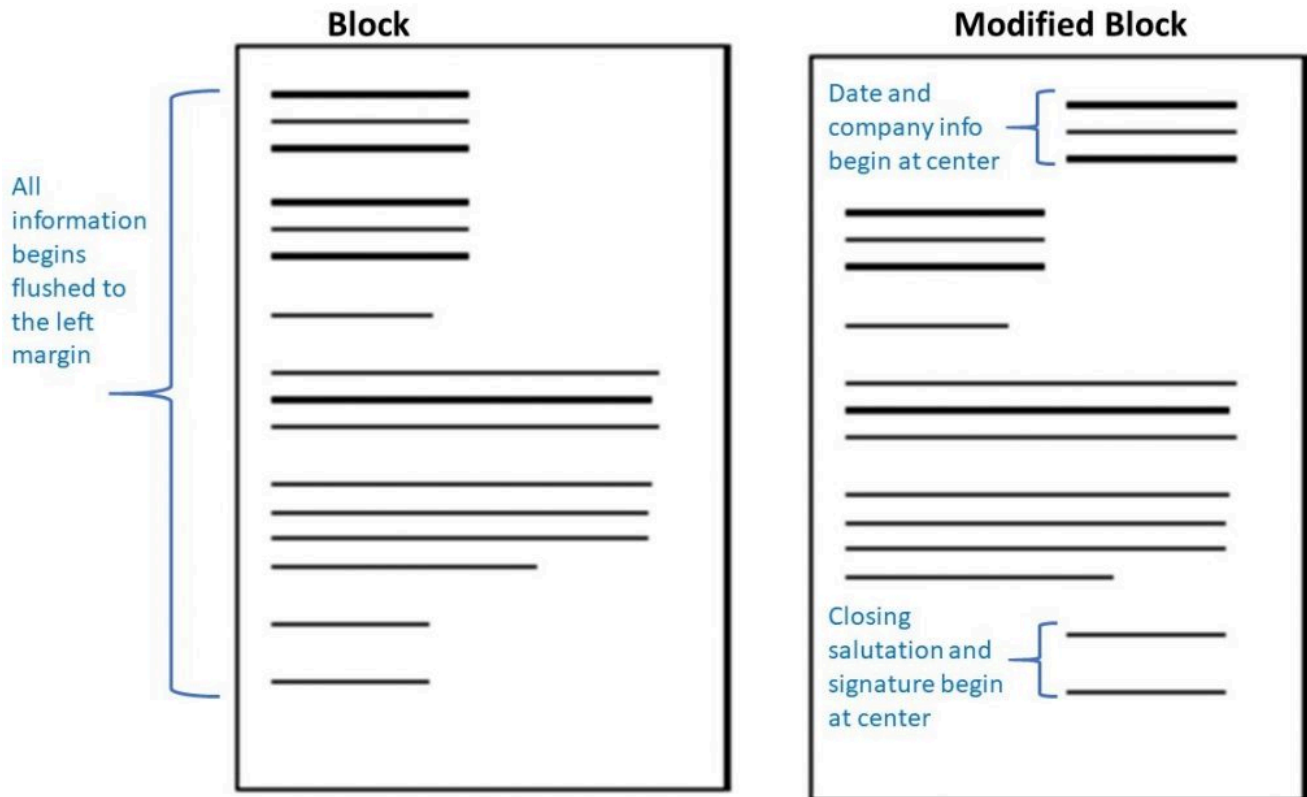 Block
All
information
begins
flushed to
the left
margin
Modified Block
Date and
company info
begin at center
Closing
salutation and
signature begin
at center